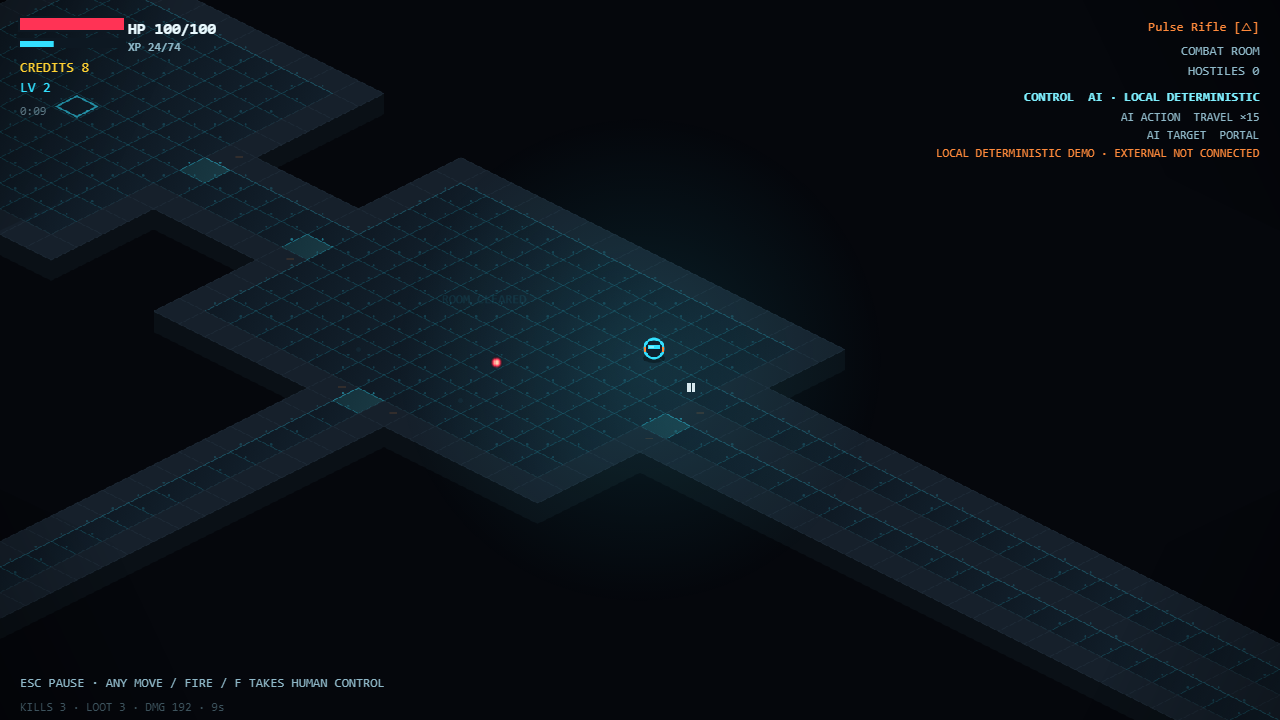 HP 100/100
XP 24/74
CREDITS 8
LV 2
0:09
Pulse Rifle [△]
COMBAT ROOM
HOSTILES 0
CONTROL AI · LOCAL DETERMINISTIC
AI ACTION TRAVEL ×15
AI TARGET PORTAL
LOCAL DETERMINISTIC DEMO · EXTERNAL NOT CONNECTED
ROOM CLEARED
ESC PAUSE · ANY MOVE / FIRE / F TAKES HUMAN CONTROL
KILLS 3 · LOOT 3 · DMG 192 · 9s